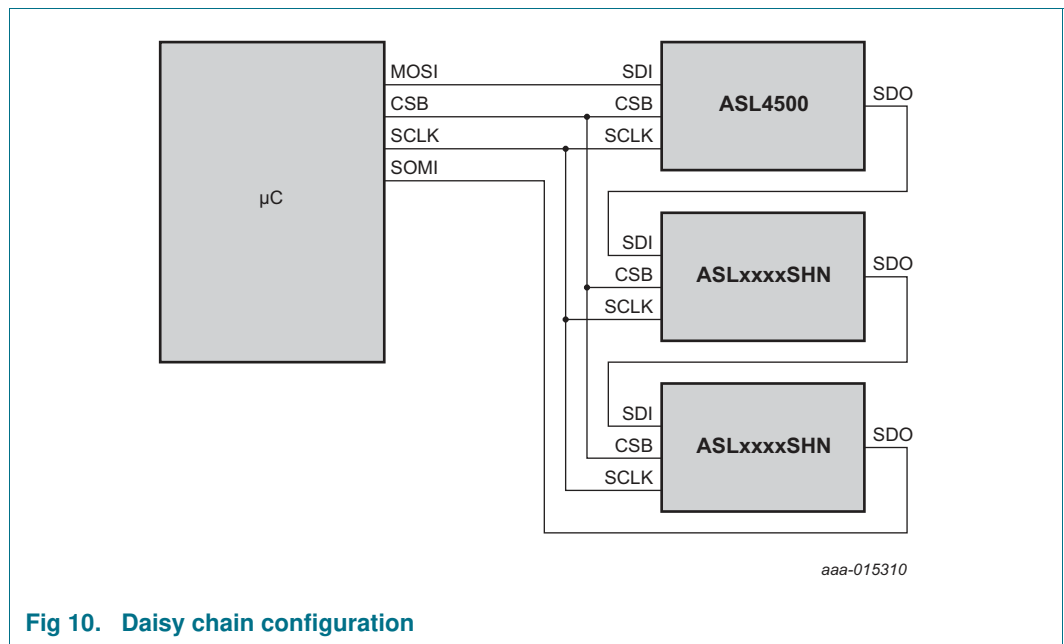 MOSI
CSB
SCLK
SOMI
µC
SDI
CSB
SCLK
ASL4500
SDO
SDI
CSB
SCLK
ASLxxxxSHN
SDO
SDI
CSB
SCLK
ASLxxxxSHN
SDO
aaa-015310
Fig 10. Daisy chain configuration